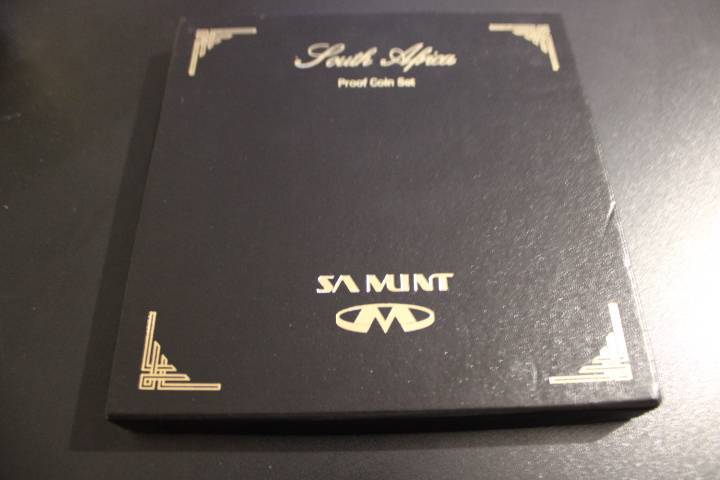 South Africa
Proof Coin Set
SA MINT